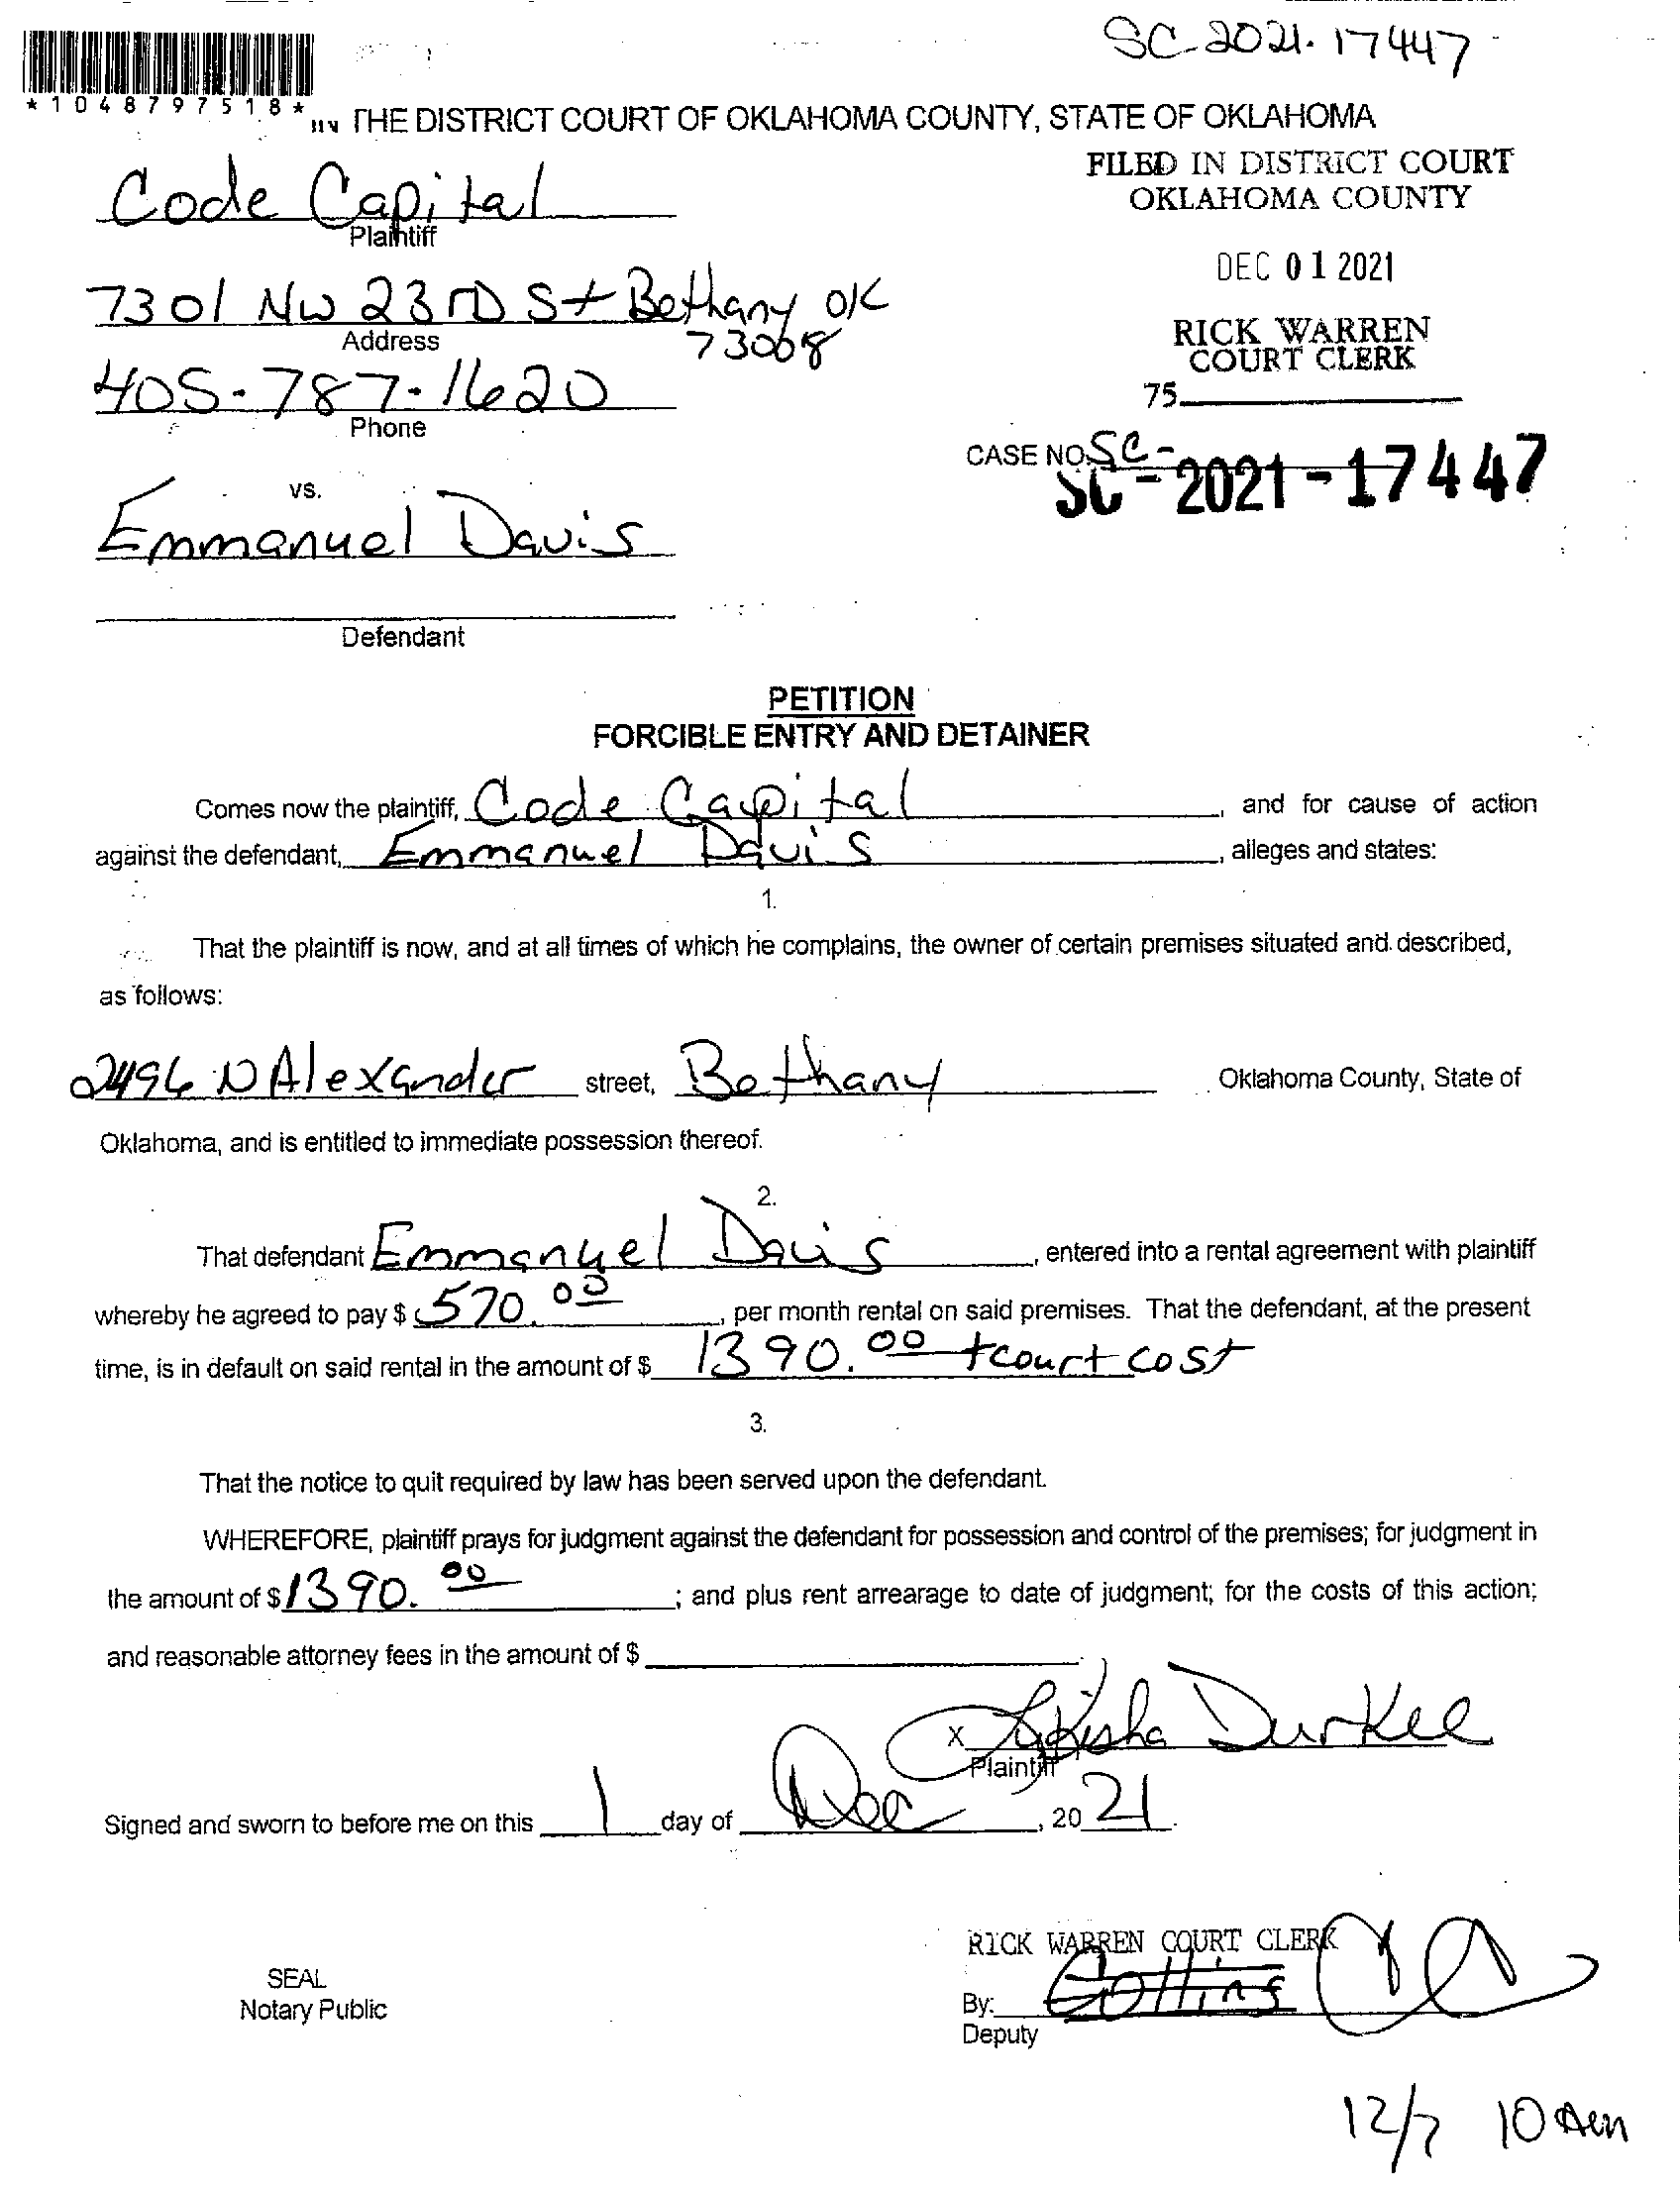 SC-2021-17447
*1048797518*
IN THE DISTRICT COURT OF OKLAHOMA COUNTY, STATE OF OKLAHOMA
FILED IN DISTRICT COURT
OKLAHOMA COUNTY
Code Capital
Plaintiff
DEC 01 2021
7301 NW 23RD St Bethany OK
73008
Address
RICK WARREN
COURT CLERK
405-787-1620
Phone
75
CASE NO. SC-
SC-2021-17447
vs.
Emmanuel Davis
Defendant
PETITION
FORCIBLE ENTRY AND DETAINER
Comes now the plaintiff, Code Capital, and for cause of action
against the defendant, Emmanuel Davis, alleges and states:
1.
That the plaintiff is now, and at all times of which he complains, the owner of certain premises situated and described,
as follows:
2496 N Alexander street, Bethany Oklahoma County, State of
Oklahoma, and is entitled to immediate possession thereof.
2.
That defendant Emmanuel Davis, entered into a rental agreement with plaintiff
whereby he agreed to pay $ 570.00, per month rental on said premises. That the defendant, at the present
time, is in default on said rental in the amount of $ 1390.00 + court cost
3.
That the notice to quit required by law has been served upon the defendant.
WHEREFORE, plaintiff prays for judgment against the defendant for possession and control of the premises; for judgment in
the amount of $ 1390.00; and plus rent arrearage to date of judgment; for the costs of this action;
and reasonable attorney fees in the amount of $
X Durkee
Plaintiff
Signed and sworn to before me on this 1 day of Dec, 2021.
RICK WARREN COURT CLERK
SEAL
Notary Public
By: Collins
Deputy
12/7 10 am